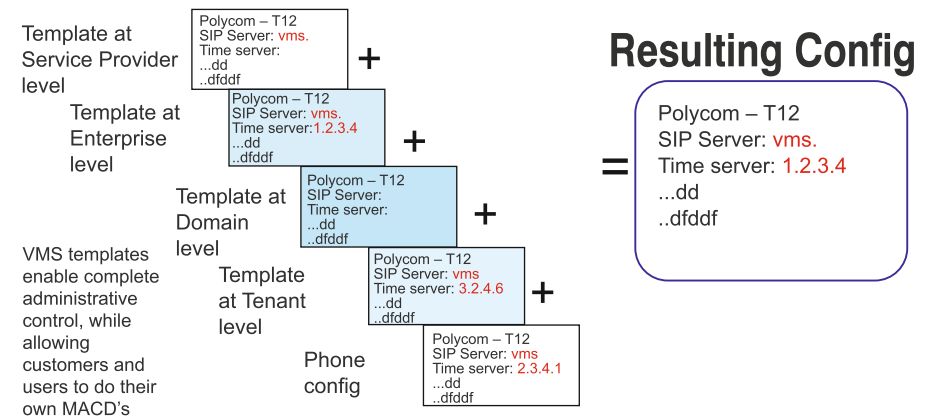 Template at
Service Provider
level
Polycom – T12
SIP Server: vms.
Time server:
...dd
..dfddf
+
Template at
Enterprise
level
Polycom – T12
SIP Server: vms.
Time server:1.2.3.4
...dd
..dfddf
+
Template at
Domain
level
Polycom – T12
SIP Server:
Time server:
...dd
..dfddf
+
Template
at Tenant
level
Polycom – T12
SIP Server: vms
Time server: 3.2.4.6
...dd
..dfddf
+
Phone
config
Polycom – T12
SIP Server: vms
Time server: 2.3.4.1
...dd
..dfddf
VMS templates
enable complete
administrative
control, while
allowing
customers and
users to do their
own MACD's
=
Resulting Config
Polycom – T12
SIP Server: vms.
Time server: 1.2.3.4
...dd
..dfddf